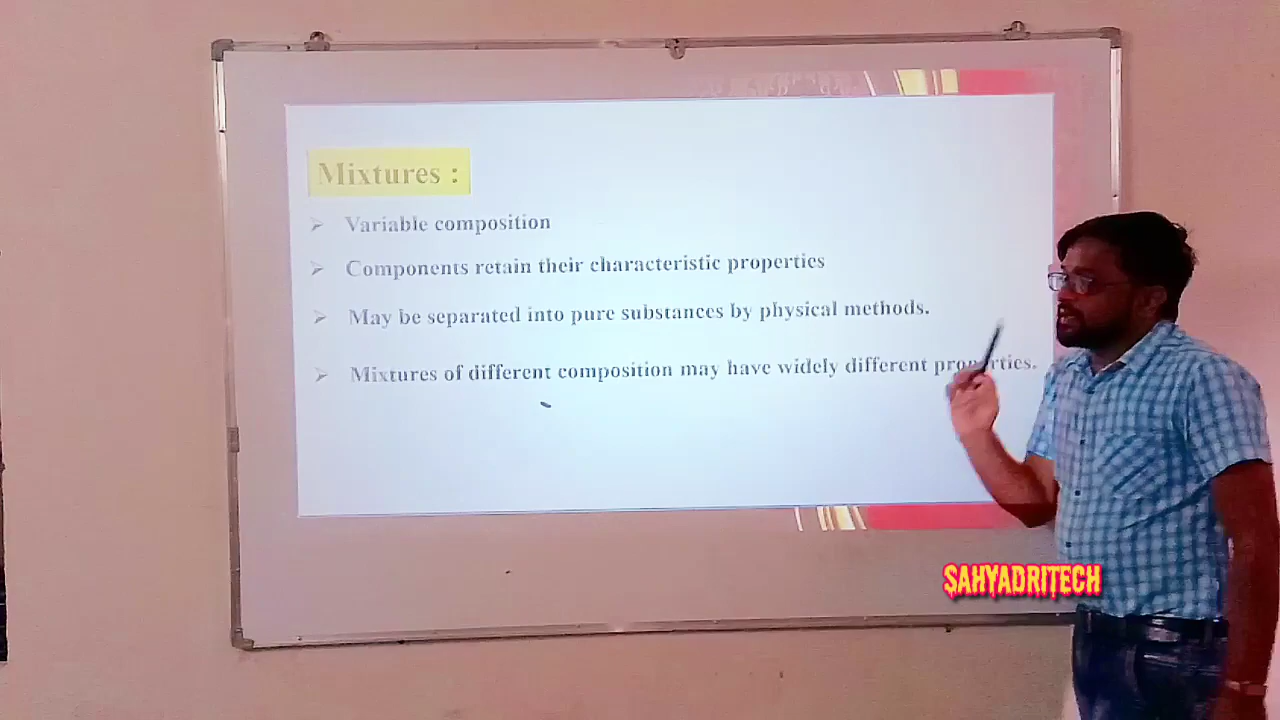 Mixtures :
➢ Variable composition
➢ Components retain their characteristic properties
➢ May be separated into pure substances by physical methods.
➢ Mixtures of different composition may have widely different properties.
SAHYADRITECH